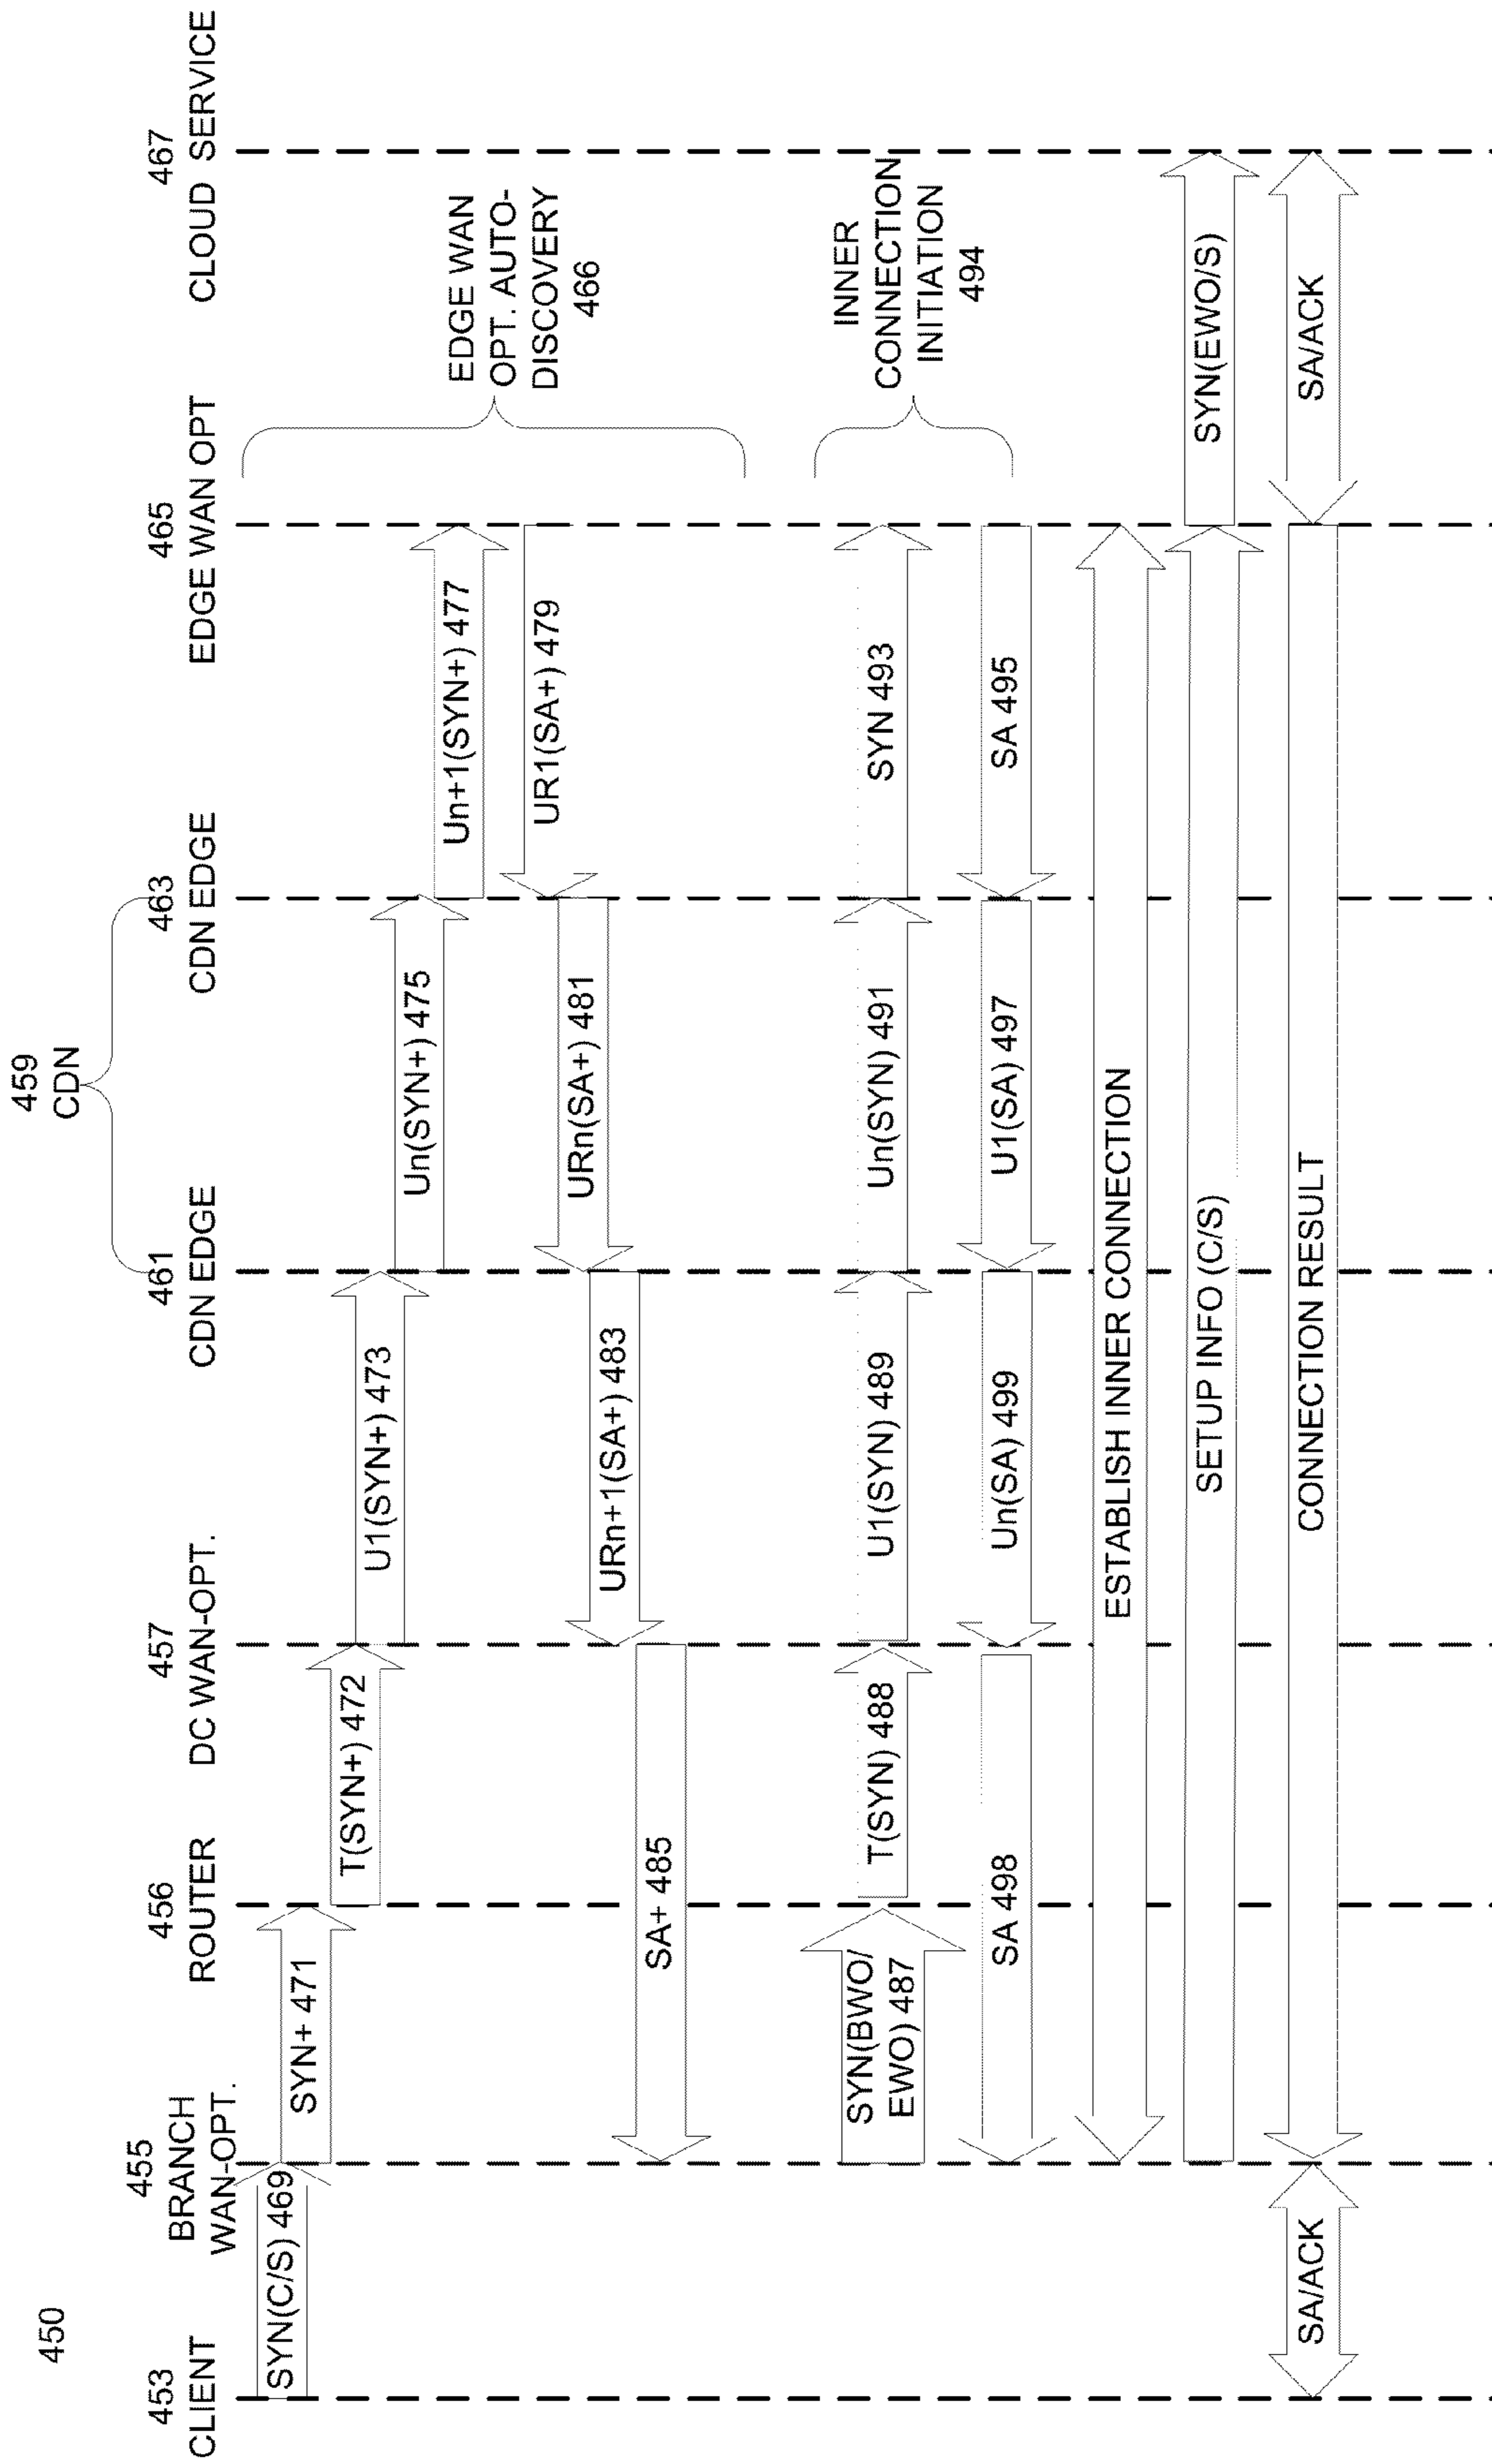 450
459
CDN
453
CLIENT
455
BRANCH
WAN-OPT.
456
ROUTER
457
DC WAN-OPT.
461
CDN EDGE
463
CDN EDGE
465
EDGE WAN OPT
467
CLOUD SERVICE
SYN(C/S) 469
SYN+ 471
T(SYN+) 472
U1(SYN+) 473
Un(SYN+) 475
Un+1(SYN+) 477
UR1(SA+) 479
URn(SA+) 481
URn+1(SA+) 483
SA+ 485
EDGE WAN
OPT. AUTO-
DISCOVERY
466
SYN(BWO/
EWO) 487
T(SYN) 488
U1(SYN) 489
Un(SYN) 491
SYN 493
SA 495
U1(SA) 497
Un(SA) 499
SA 498
INNER
CONNECTION
INITIATION
494
ESTABLISH INNER CONNECTION
SETUP INFO (C/S)
SYN(EWO/S)
SA/ACK
CONNECTION RESULT
SA/ACK